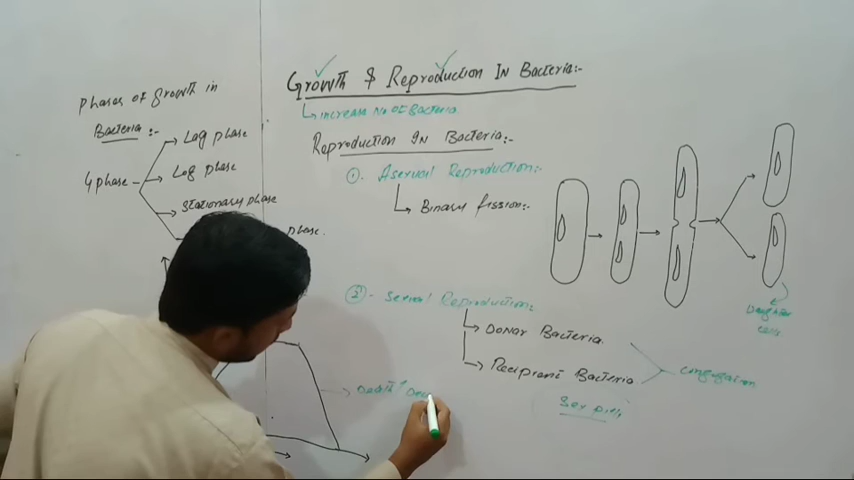 Phases of Growth in
Bacteria :-
4 phase
Lag phase
Log phase
Stationary phase
phase.
Growth & Reproduction In Bacteria:-
increase No of Bacteria
Reproduction In Bacteria:-
①. Asexual Reproduction:-
Binary fission:-
Daughter
cells
②. Sexual Reproduction:
Donor Bacteria
Recipient Bacteria
conjugation
Sex pili
Death